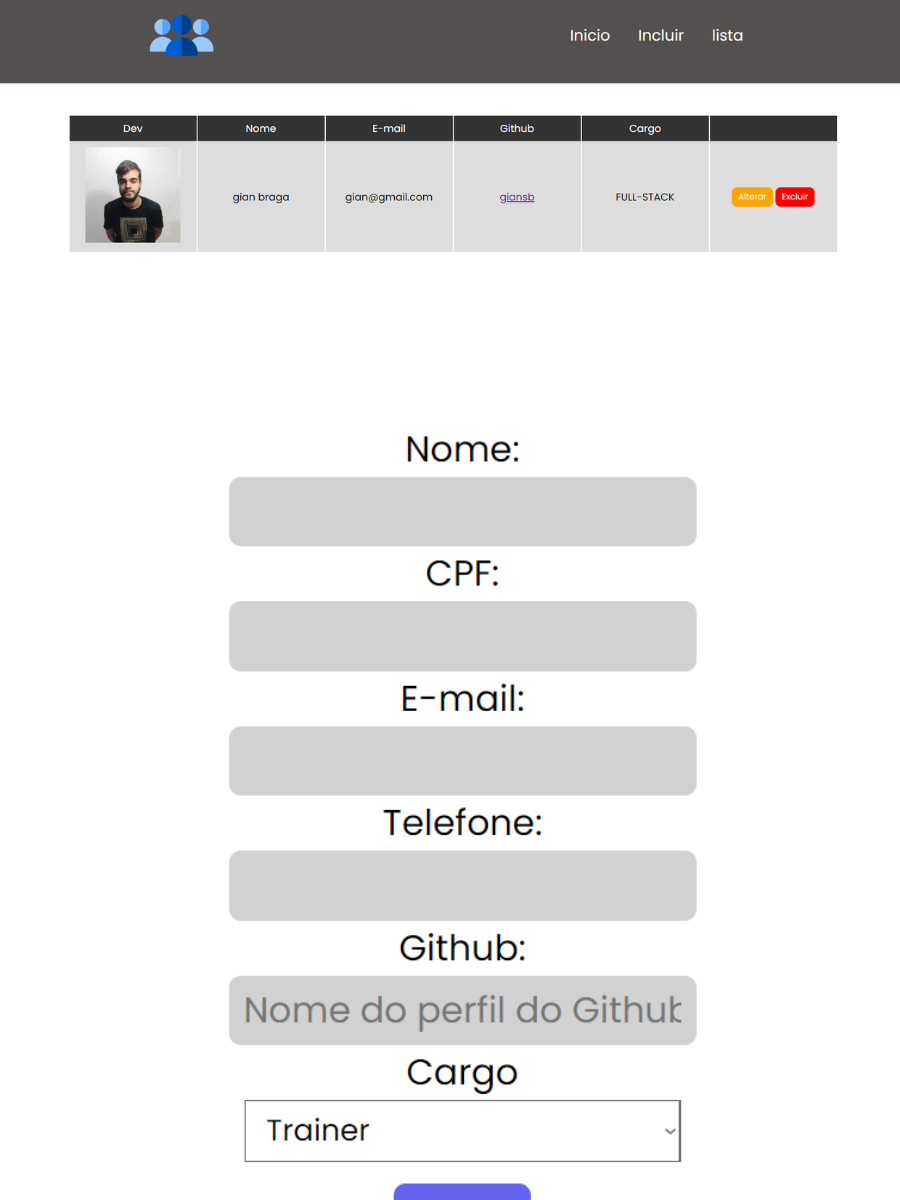 Inicio Incluir lista
Dev Nome E-mail Github Cargo
gian braga gian@gmail.com giansb FULL-STACK Alterar Excluir
Nome:
CPF:
E-mail:
Telefone:
Github:
Nome do perfil do Github
Cargo
Trainer